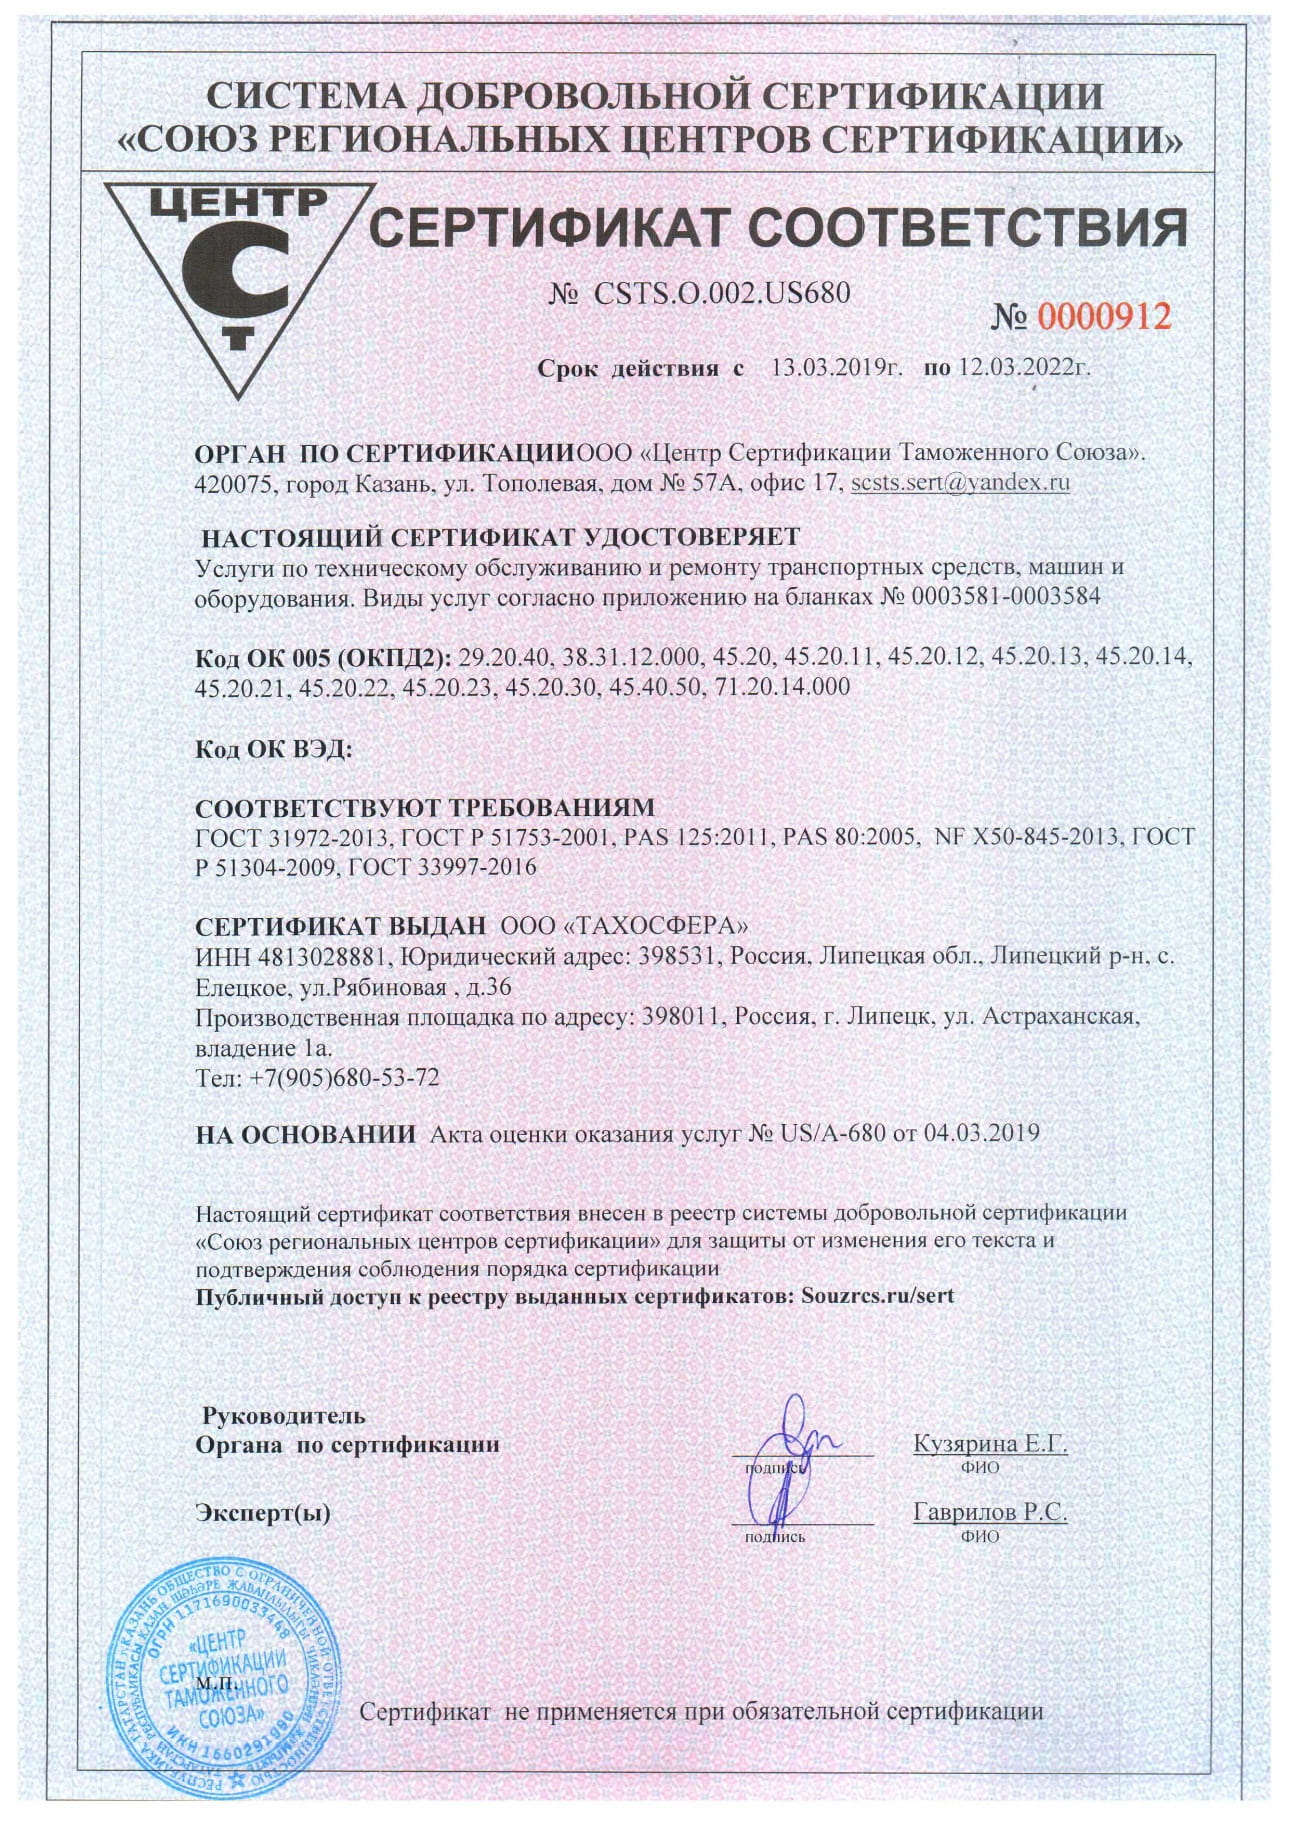 СИСТЕМА ДОБРОВОЛЬНОЙ СЕРТИФИКАЦИИ
«СОЮЗ РЕГИОНАЛЬНЫХ ЦЕНТРОВ СЕРТИФИКАЦИИ»
ЦЕНТР
С
Т
СЕРТИФИКАТ СООТВЕТСТВИЯ
№ CSTS.O.002.US680
№ 0000912
Срок действия с 13.03.2019г. по 12.03.2022г.
ОРГАН ПО СЕРТИФИКАЦИИООО «Центр Сертификации Таможенного Союза».
420075, город Казань, ул. Тополевая, дом № 57А, офис 17, scsts.sert@yandex.ru
НАСТОЯЩИЙ СЕРТИФИКАТ УДОСТОВЕРЯЕТ
Услуги по техническому обслуживанию и ремонту транспортных средств, машин и
оборудования. Виды услуг согласно приложению на бланках № 0003581-0003584
Код ОК 005 (ОКПД2): 29.20.40, 38.31.12.000, 45.20, 45.20.11, 45.20.12, 45.20.13, 45.20.14,
45.20.21, 45.20.22, 45.20.23, 45.20.30, 45.40.50, 71.20.14.000
Код ОК ВЭД:
СООТВЕТСТВУЮТ ТРЕБОВАНИЯМ
ГОСТ 31972-2013, ГОСТ Р 51753-2001, PAS 125:2011, PAS 80:2005, NF X50-845-2013, ГОСТ
Р 51304-2009, ГОСТ 33997-2016
СЕРТИФИКАТ ВЫДАН ООО «ТАХОСФЕРА»
ИНН 4813028881, Юридический адрес: 398531, Россия, Липецкая обл., Липецкий р-н, с.
Елецкое, ул.Рябиновая , д.36
Производственная площадка по адресу: 398011, Россия, г. Липецк, ул. Астраханская,
владение 1а.
Тел: +7(905)680-53-72
НА ОСНОВАНИИ Акта оценки оказания услуг № US/A-680 от 04.03.2019
Настоящий сертификат соответствия внесен в реестр системы добровольной сертификации
«Союз региональных центров сертификации» для защиты от изменения его текста и
подтверждения соблюдения порядка сертификации
Публичный доступ к реестру выданных сертификатов: Souzrcs.ru/sert
Руководитель
Органа по сертификации
подпись
Кузярина Е.Г.
ФИО
Эксперт(ы)
подпись
Гаврилов Р.С.
ФИО
РЕСПУБЛИКА ТАТАРСТАН г.КАЗАНЬ ОБЩЕСТВО С ОГРАНИЧЕННОЙ ОТВЕТСТВЕННОСТЬЮ
ТАТАРСТАН РЕСПУБЛИКАСЫ КАЗАН ШӘҺӘРЕ ҖАВАПЛЫЛЫГЫ
ОГРН 1171690033468
«ЦЕНТР
СЕРТИФИКАЦИИ
ТАМОЖЕННОГО
СОЮЗА»
ИНН 1660291990
М.П.
Сертификат не применяется при обязательной сертификации